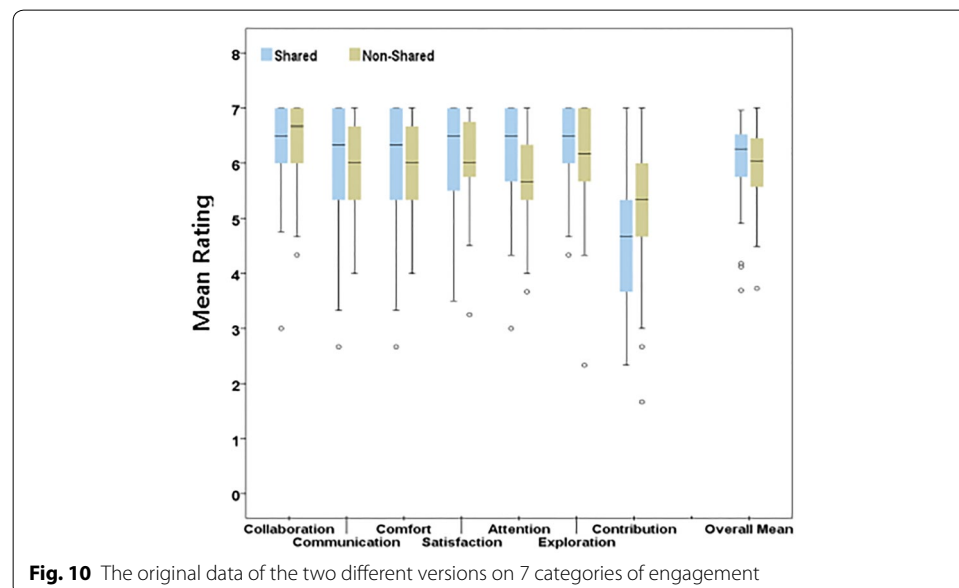 Shared Non-Shared
8
7
6
5
4
3
2
1
0
Mean Rating
Collaboration Comfort Attention Contribution Overall Mean
Communication Satisfaction Exploration
Fig. 10 The original data of the two different versions on 7 categories of engagement